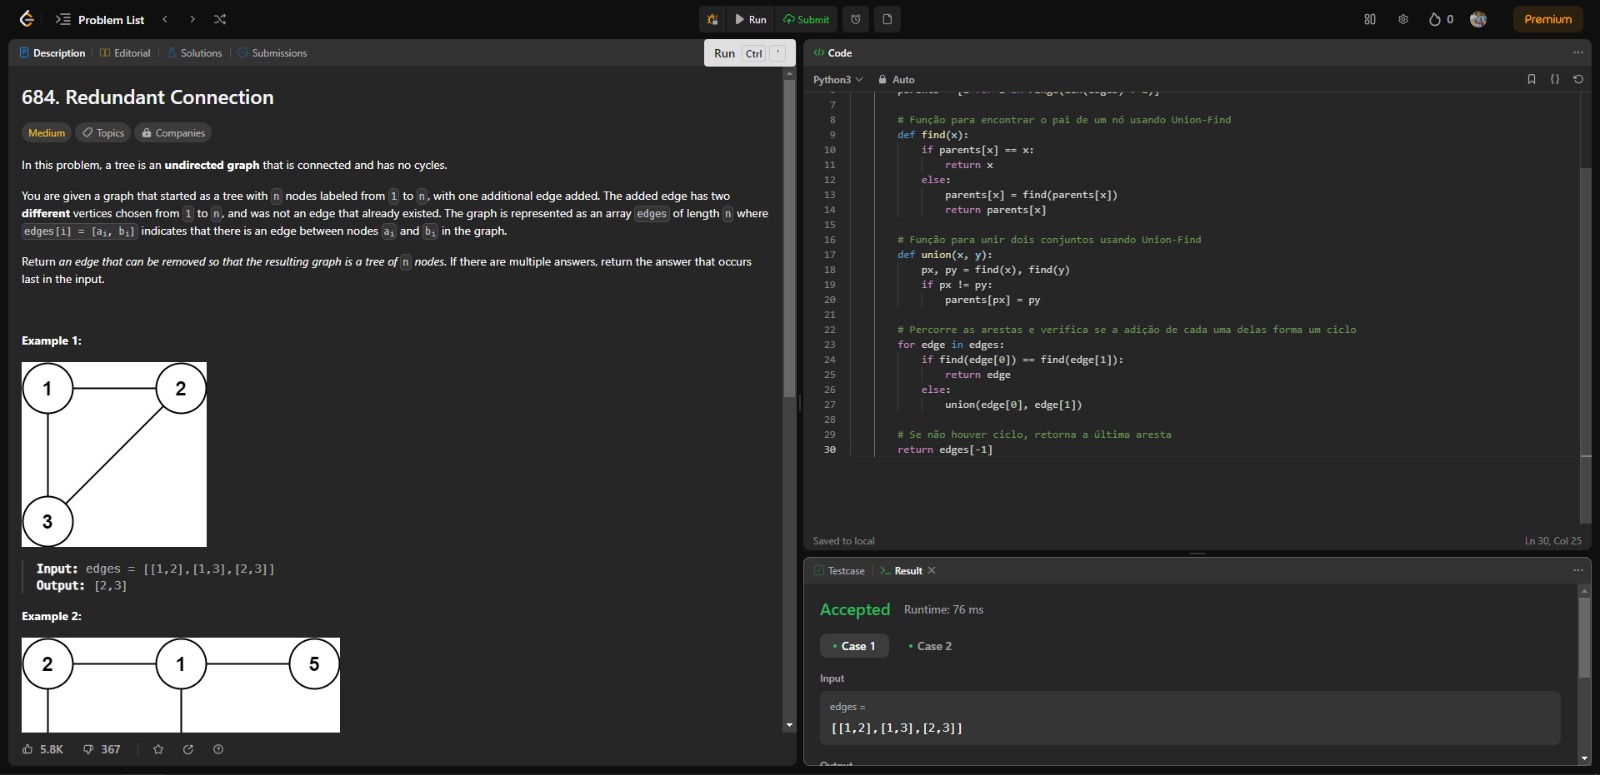 Problem List
Run
Submit
0
Premium
Description
Editorial
Solutions
Submissions
Run Ctrl '
684. Redundant Connection
Medium
Topics
Companies
In this problem, a tree is an undirected graph that is connected and has no cycles.
You are given a graph that started as a tree with n nodes labeled from 1 to n, with one additional edge added. The added edge has two
different vertices chosen from 1 to n, and was not an edge that already existed. The graph is represented as an array edges of length n where
edges[i] = [ai, bi] indicates that there is an edge between nodes ai and bi in the graph.
Return an edge that can be removed so that the resulting graph is a tree of n nodes. If there are multiple answers, return the answer that occurs
last in the input.
Example 1:
1
2
3
Input: edges = [[1,2],[1,3],[2,3]]
Output: [2,3]
Example 2:
2
1
5
5.8K
367
Code
Python3
Auto
7
8 # Função para encontrar o pai de um nó usando Union-Find
9 def find(x):
10 if parents[x] == x:
11 return x
12 else:
13 parents[x] = find(parents[x])
14 return parents[x]
15
16 # Função para unir dois conjuntos usando Union-Find
17 def union(x, y):
18 px, py = find(x), find(y)
19 if px != py:
20 parents[px] = py
21
22 # Percorre as arestas e verifica se a adição de cada uma delas forma um ciclo
23 for edge in edges:
24 if find(edge[0]) == find(edge[1]):
25 return edge
26 else:
27 union(edge[0], edge[1])
28
29 # Se não houver ciclo, retorna a última aresta
30 return edges[-1]
Saved to local
Ln 30, Col 25
Testcase
Result
Accepted
Runtime: 76 ms
Case 1
Case 2
Input
edges =
[[1,2],[1,3],[2,3]]